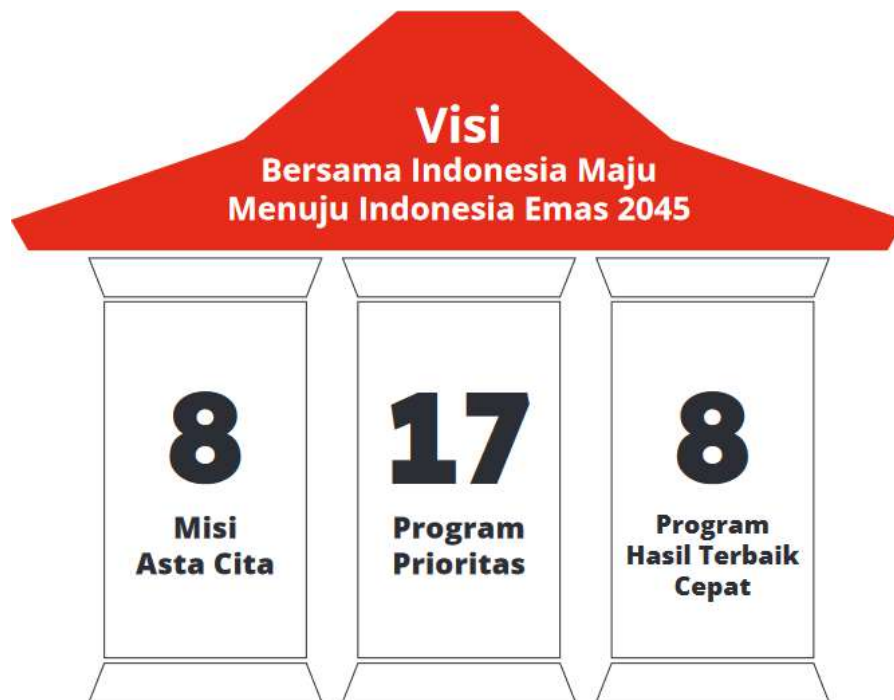 Visi
Bersama Indonesia Maju
Menuju Indonesia Emas 2045
8
Misi
Asta Cita
17
Program
Prioritas
8
Program
Hasil Terbaik
Cepat